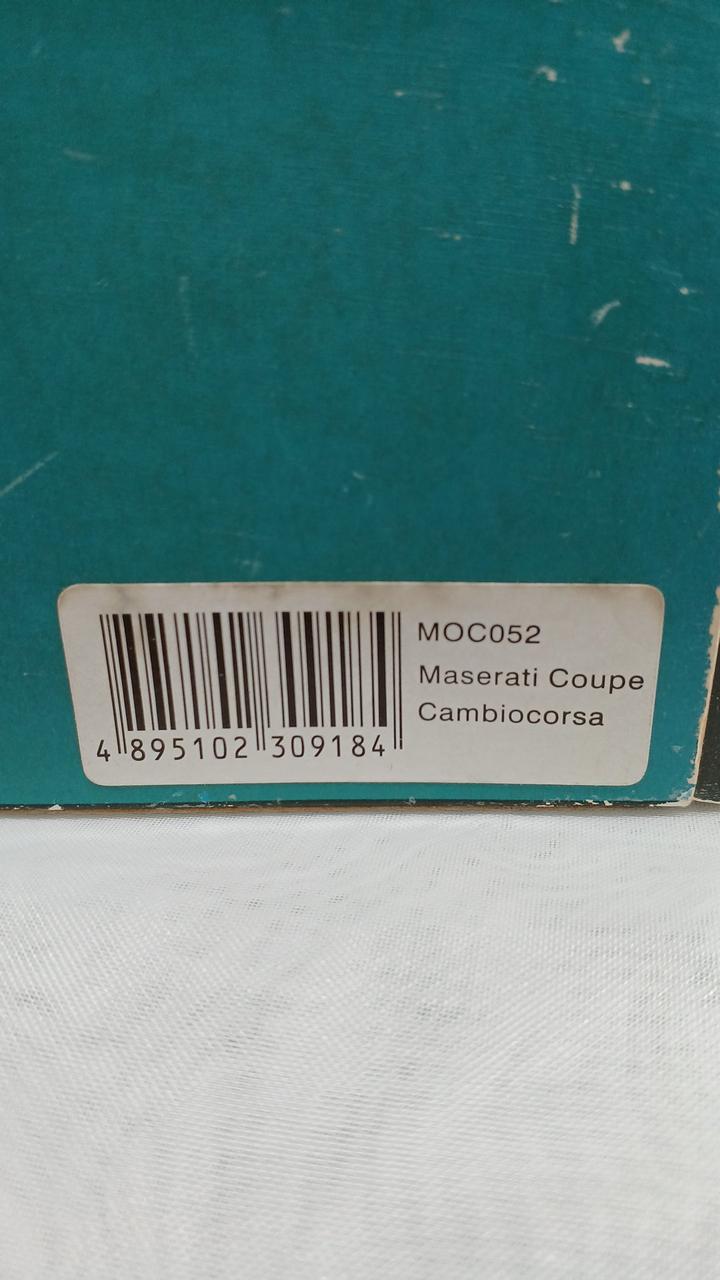 MOC052
Maserati Coupe
Cambiocorsa
4 895102 309184